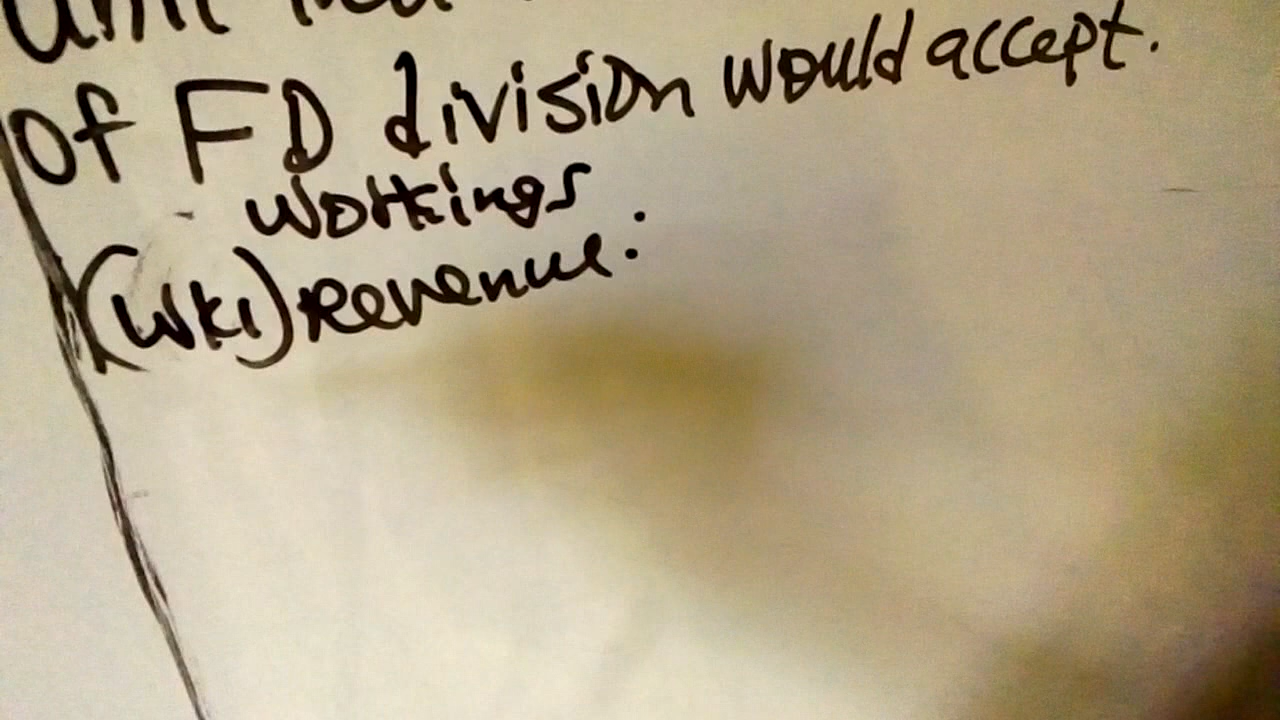 of FD division would accept.
- workings
(wk1) Revenue: